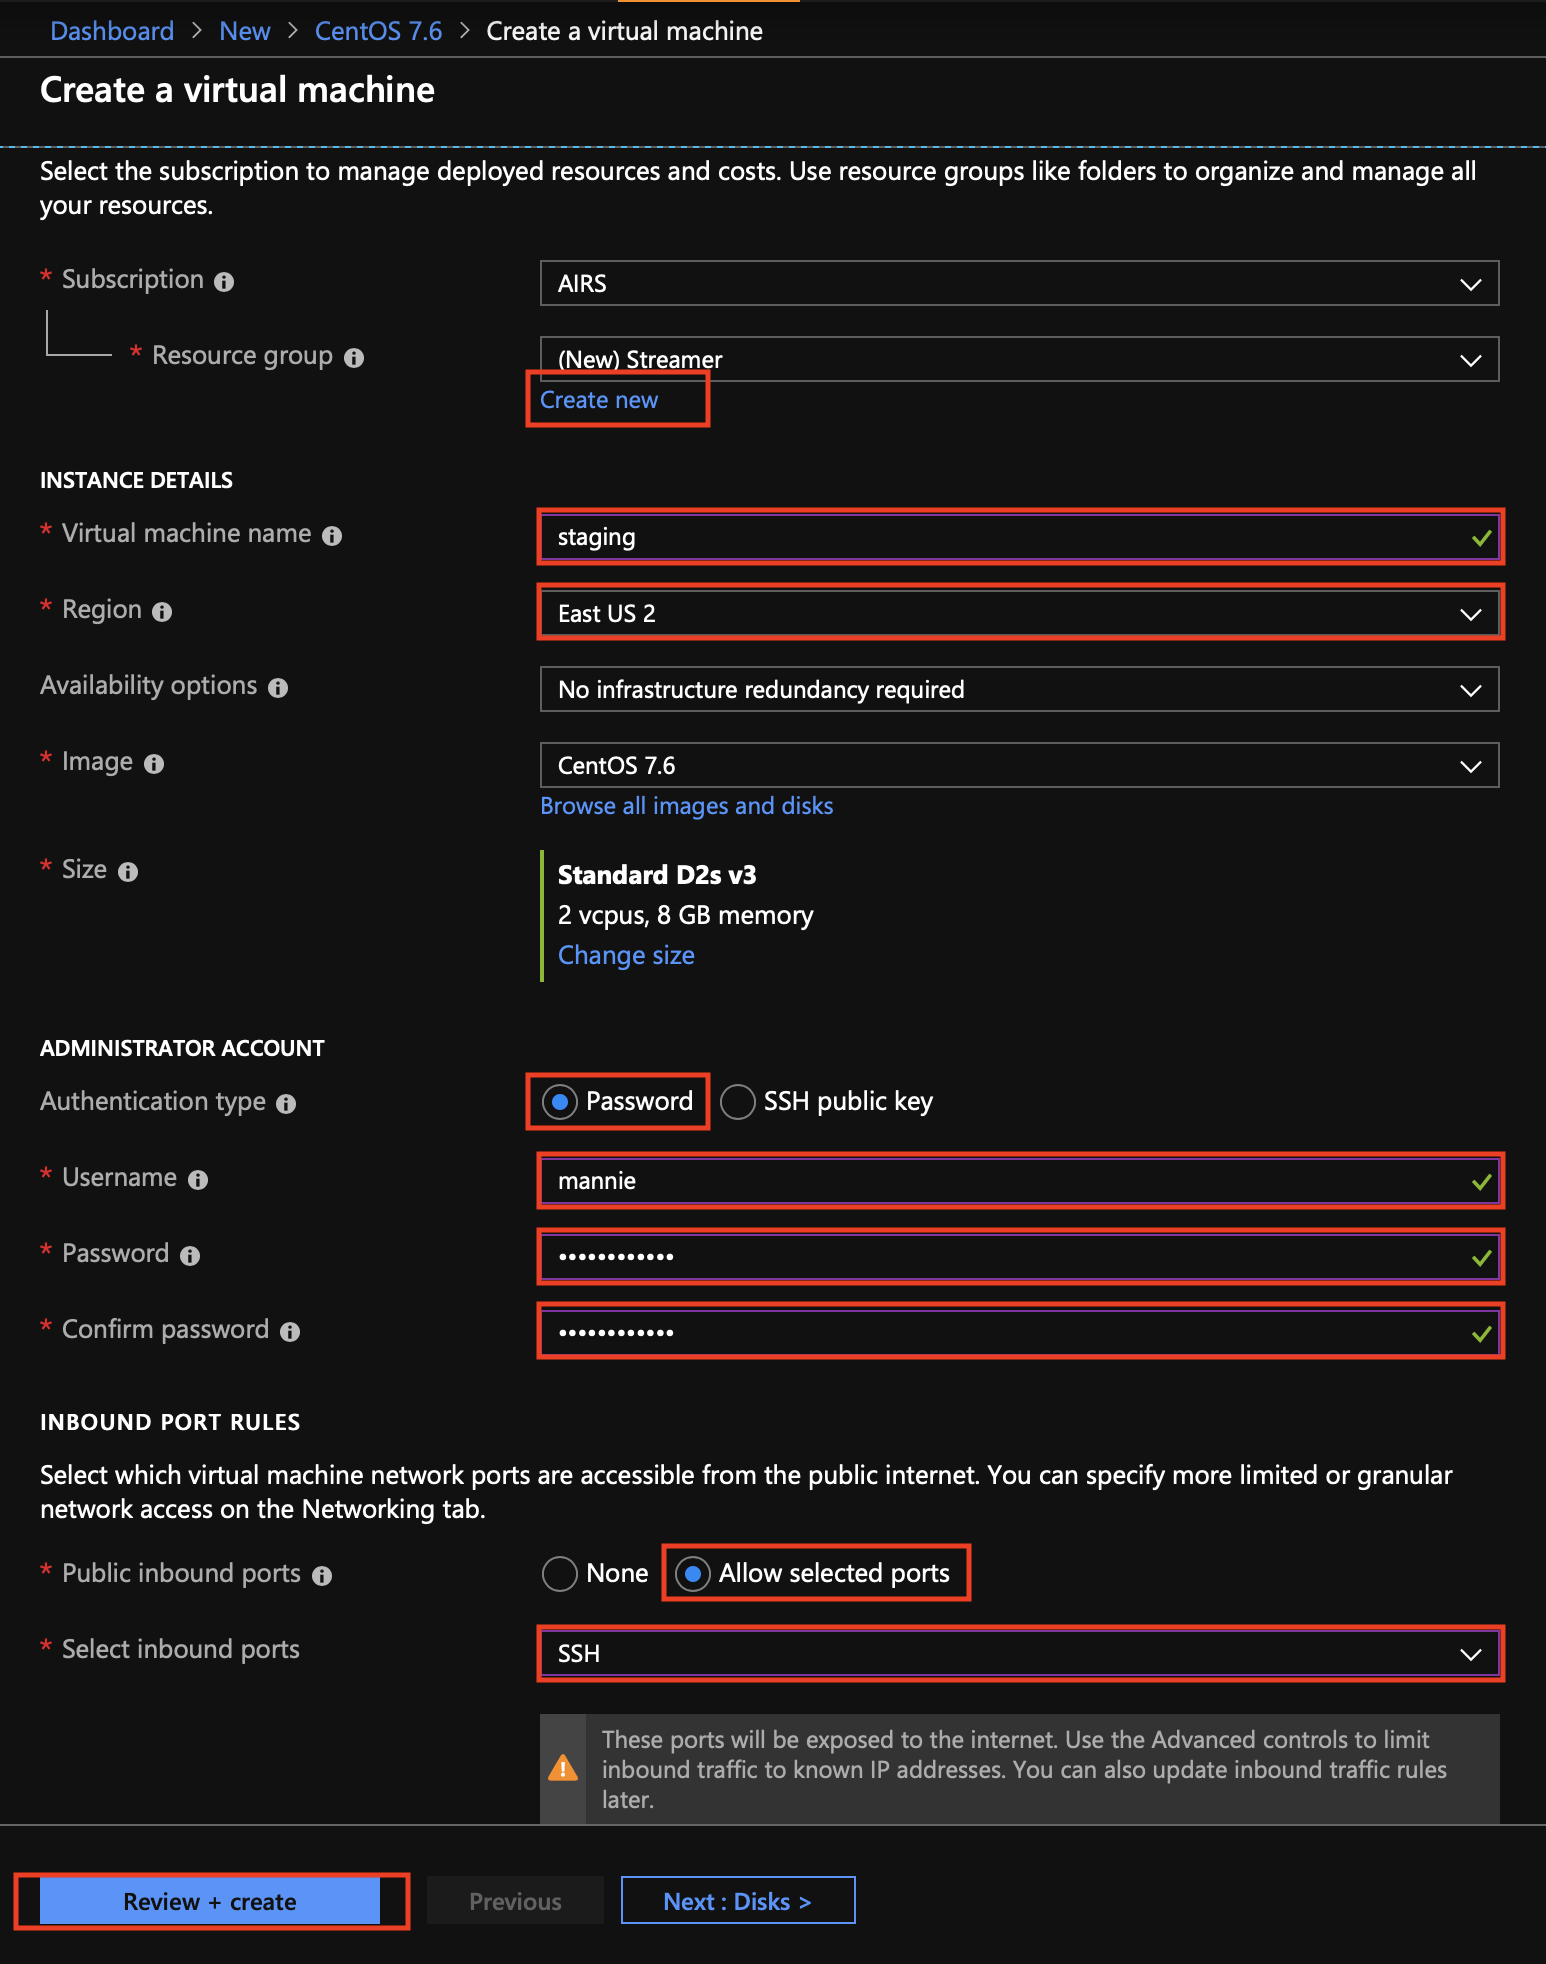 Dashboard > New > CentOS 7.6 > Create a virtual machine
Create a virtual machine
Select the subscription to manage deployed resources and costs. Use resource groups like folders to organize and manage all
your resources.
* Subscription
AIRS
* Resource group
(New) Streamer
Create new
INSTANCE DETAILS
* Virtual machine name
staging
* Region
East US 2
Availability options
No infrastructure redundancy required
* Image
CentOS 7.6
Browse all images and disks
* Size
Standard D2s v3
2 vcpus, 8 GB memory
Change size
ADMINISTRATOR ACCOUNT
Authentication type
Password
SSH public key
* Username
mannie
* Password
••••••••••••
* Confirm password
••••••••••••
INBOUND PORT RULES
Select which virtual machine network ports are accessible from the public internet. You can specify more limited or granular
network access on the Networking tab.
* Public inbound ports
None
Allow selected ports
* Select inbound ports
SSH
These ports will be exposed to the internet. Use the Advanced controls to limit
inbound traffic to known IP addresses. You can also update inbound traffic rules
later.
Review + create
Previous
Next : Disks >